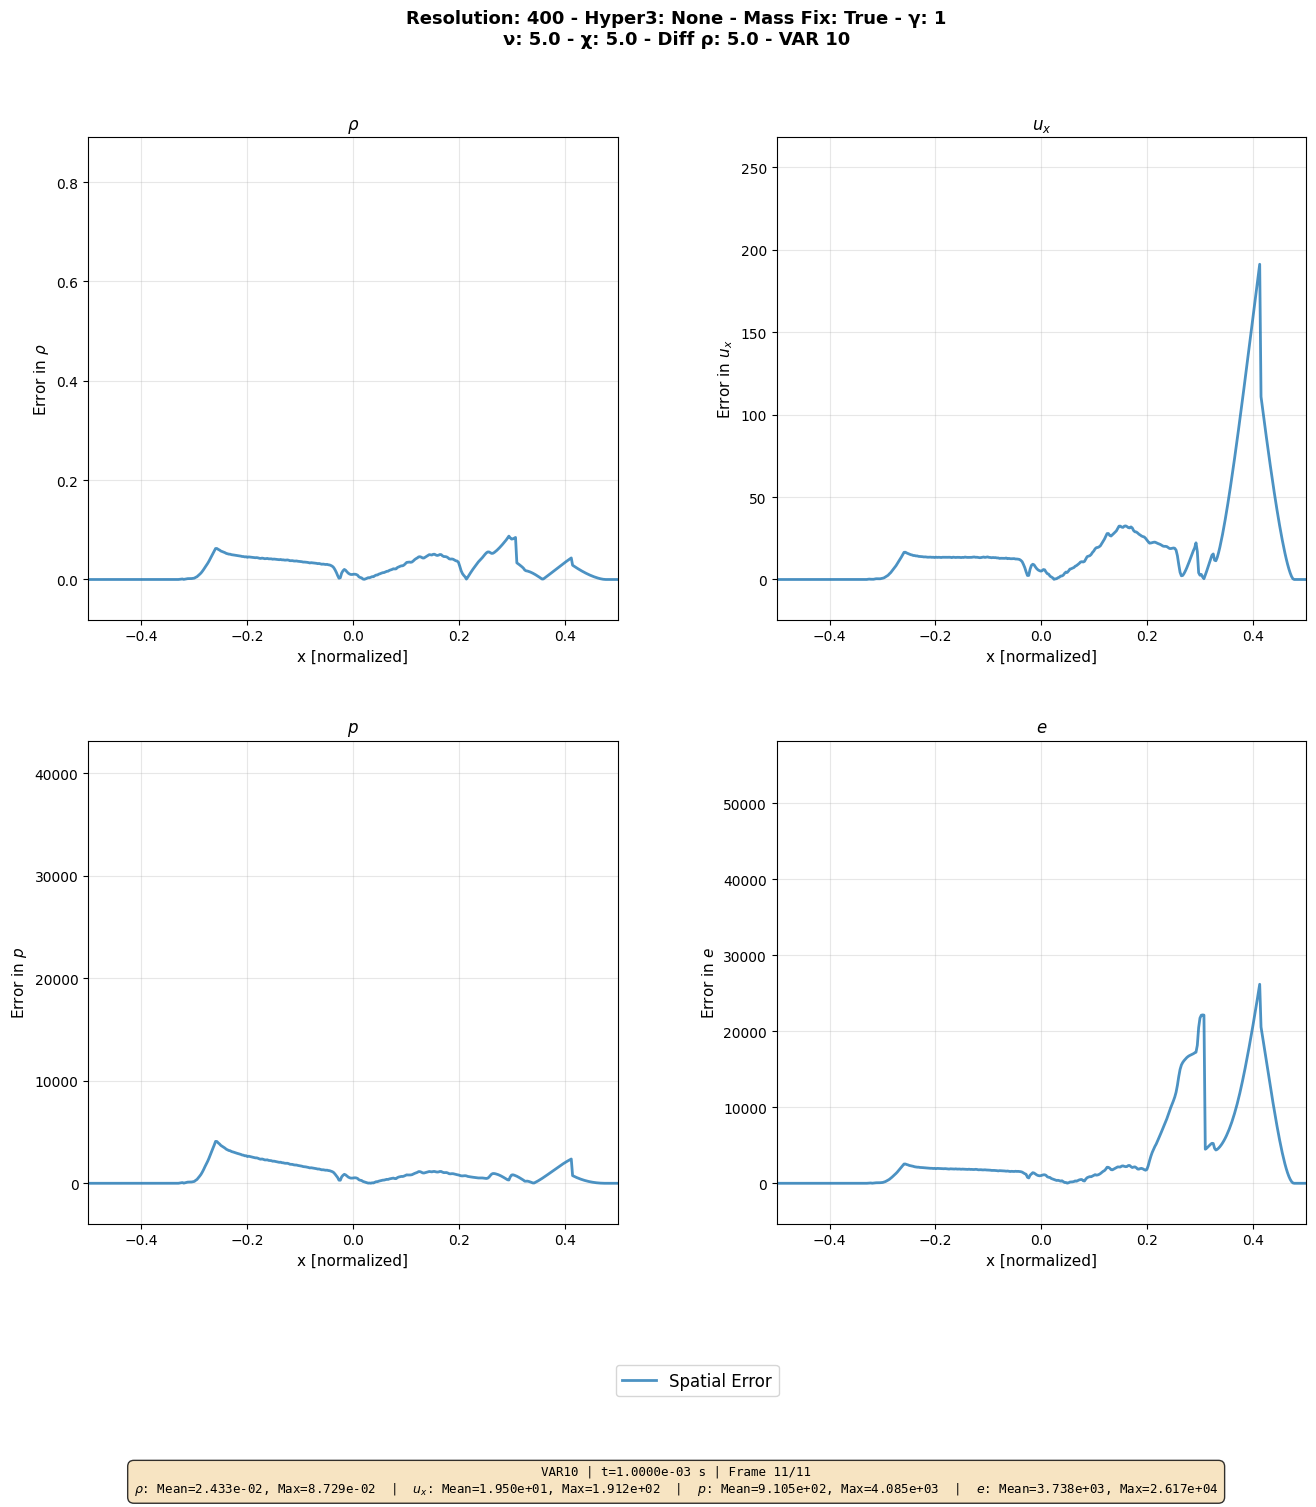 Resolution: 400 - Hyper3: None - Mass Fix: True - γ: 1
ν: 5.0 - χ: 5.0 - Diff ρ: 5.0 - VAR 10
ρ
Error in ρ
0.8
0.6
0.4
0.2
0.0
−0.4 −0.2 0.0 0.2 0.4
x [normalized]
u_x
Error in u_x
250
200
150
100
50
0
−0.4 −0.2 0.0 0.2 0.4
x [normalized]
p
Error in p
40000
30000
20000
10000
0
−0.4 −0.2 0.0 0.2 0.4
x [normalized]
e
Error in e
50000
40000
30000
20000
10000
0
−0.4 −0.2 0.0 0.2 0.4
x [normalized]
Spatial Error
VAR10 | t=1.0000e-03 s | Frame 11/11
ρ: Mean=2.433e-02, Max=8.729e-02 | u_x: Mean=1.950e+01, Max=1.912e+02 | p: Mean=9.105e+02, Max=4.085e+03 | e: Mean=3.738e+03, Max=2.617e+04